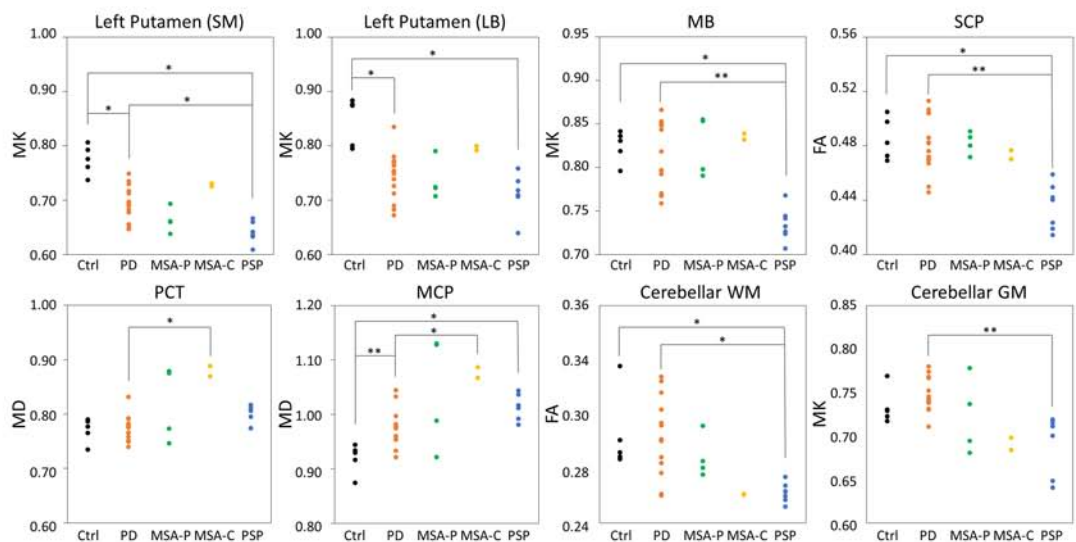 Left Putamen (SM)
MK
1.00
0.90
0.80
0.70
0.60
*
*
*
Ctrl PD MSA-P MSA-C PSP
Left Putamen (LB)
MK
1.00
0.90
0.80
0.70
0.60
*
*
Ctrl PD MSA-P MSA-C PSP
MB
MK
0.95
0.90
0.85
0.80
0.75
0.70
*
**
Ctrl PD MSA-P MSA-C PSP
SCP
FA
0.56
0.52
0.48
0.44
0.40
*
**
Ctrl PD MSA-P MSA-C PSP
PCT
MD
1.00
0.90
0.80
0.70
0.60
*
Ctrl PD MSA-P MSA-C PSP
MCP
MD
1.20
1.10
1.00
0.90
0.80
*
*
**
Ctrl PD MSA-P MSA-C PSP
Cerebellar WM
FA
0.36
0.34
0.30
0.28
0.24
*
*
Ctrl PD MSA-P MSA-C PSP
Cerebellar GM
MK
0.85
0.80
0.75
0.70
0.65
0.60
**
Ctrl PD MSA-P MSA-C PSP